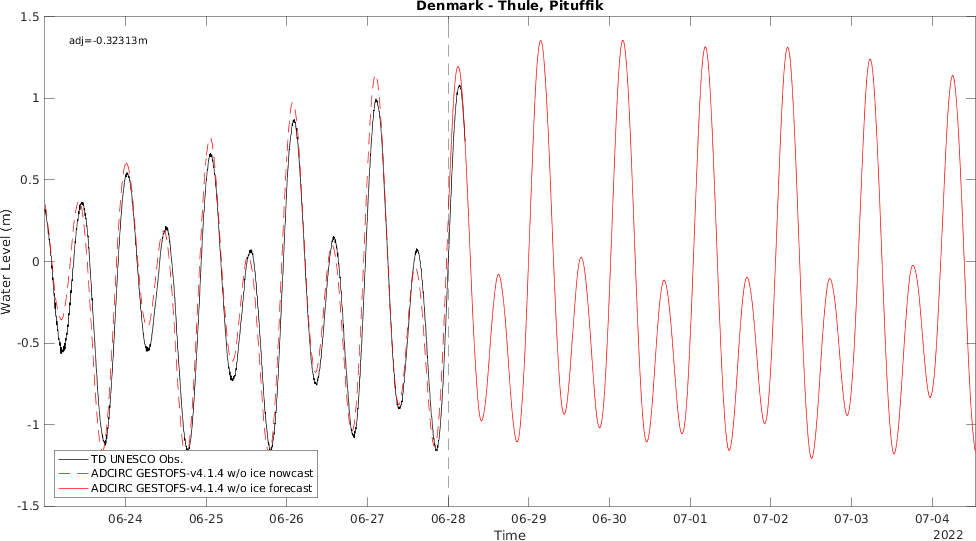 Denmark - Thule, Pituffik
adj=-0.32313m
Water Level (m)
1.5
1
0.5
0
-0.5
-1
-1.5
TD UNESCO Obs.
ADCIRC GESTOFS-v4.1.4 w/o ice nowcast
ADCIRC GESTOFS-v4.1.4 w/o ice forecast
06-24 06-25 06-26 06-27 06-28 06-29 06-30 07-01 07-02 07-03 07-04
Time
2022